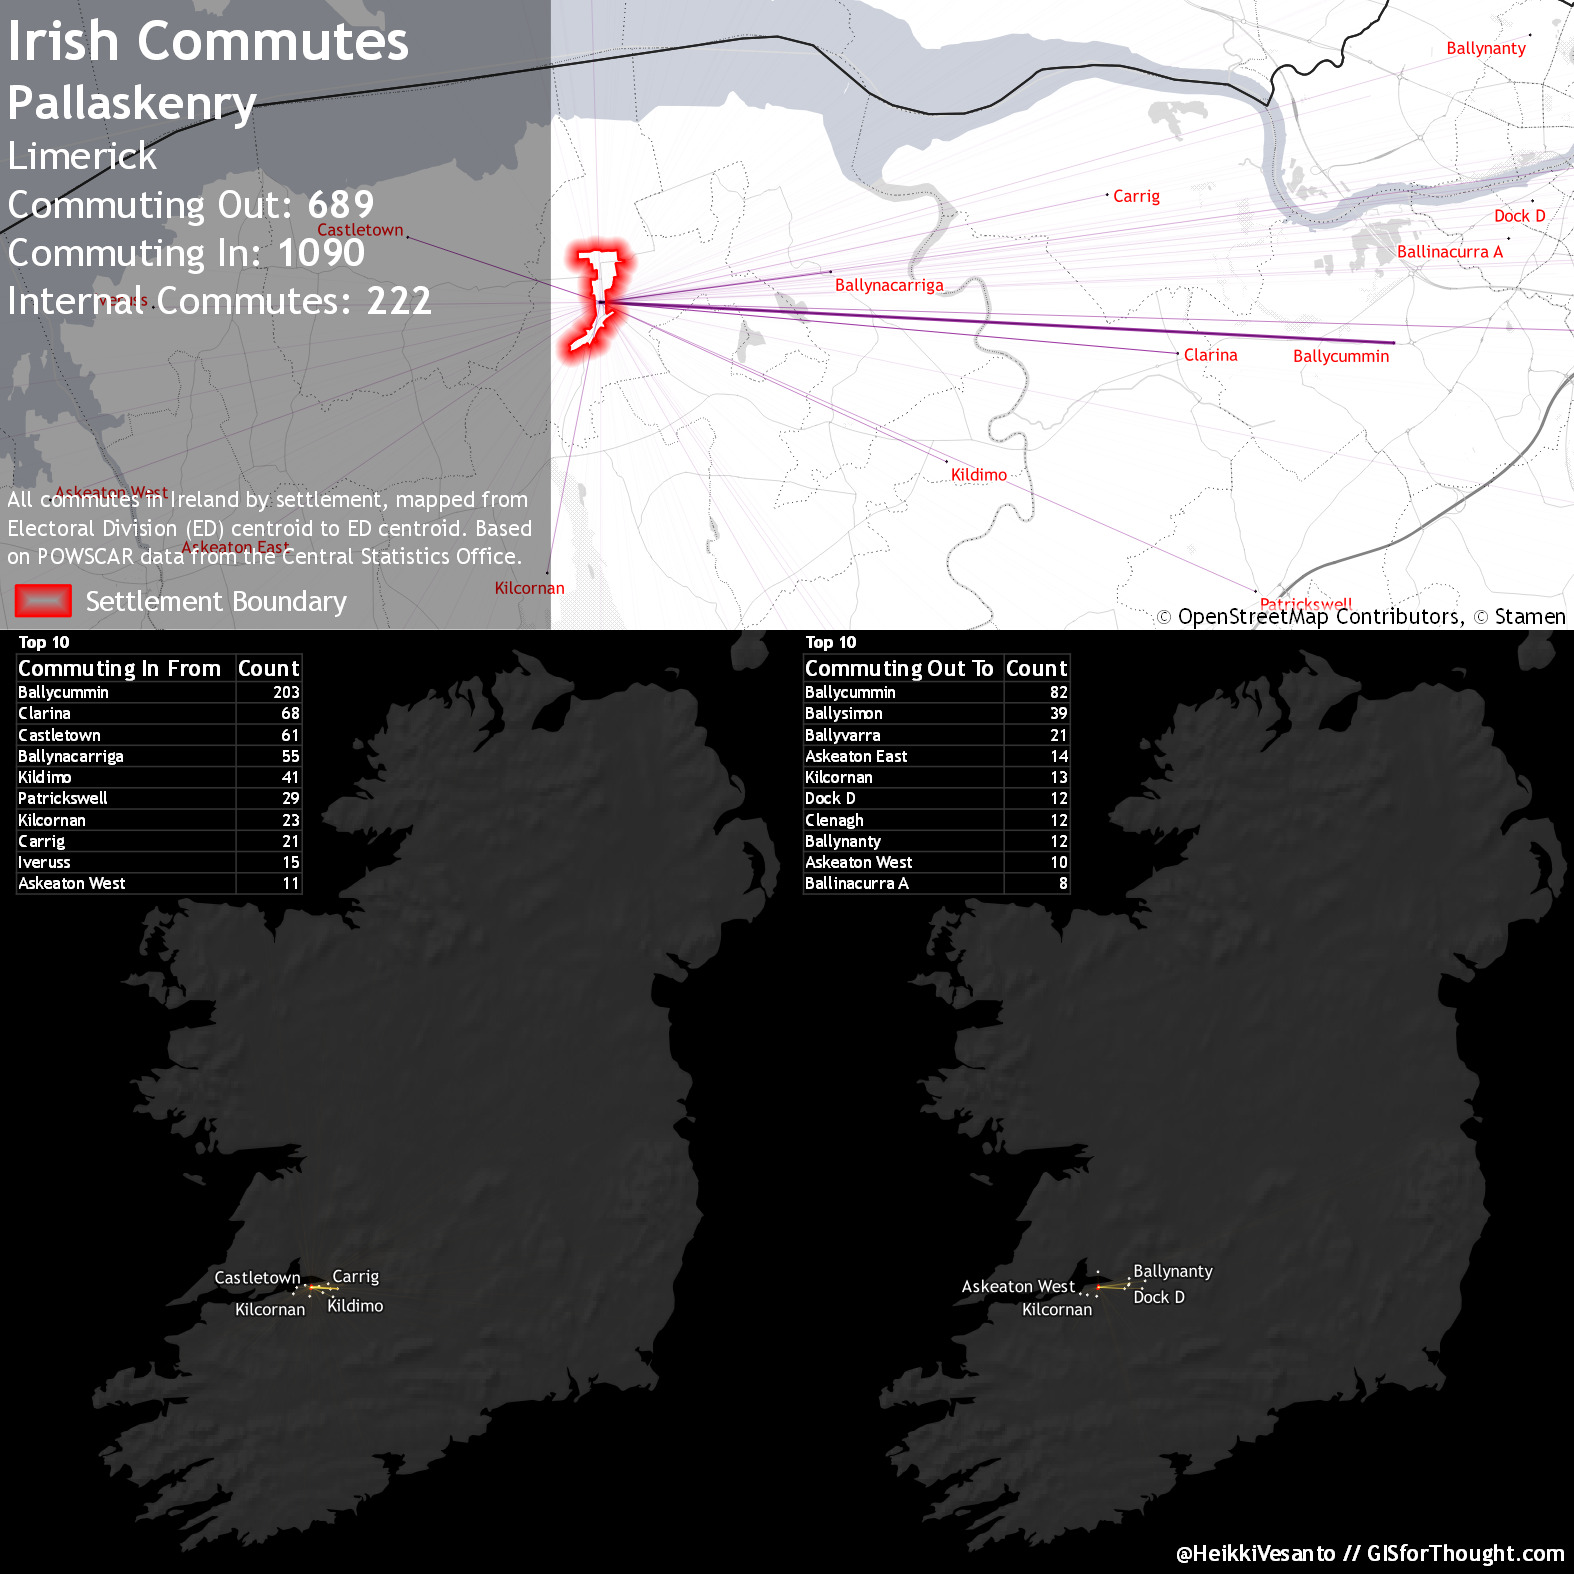 Irish Commutes
Pallaskenry
Limerick
Commuting Out: 689
Commuting In: 1090
Internal Commutes: 222
Castletown
Iveruss
Askeaton West
Askeaton East
Kilcornan
All commutes in Ireland by settlement, mapped from
Electoral Division (ED) centroid to ED centroid. Based
on POWSCAR data from the Central Statistics Office.
Settlement Boundary
Ballynanty
Carrig
Dock D
Ballinacurra A
Ballynacarriga
Clarina
Ballycummin
Kildimo
Patrickswell
© OpenStreetMap Contributors, © Stamen
Top 10
Commuting In From Count
Ballycummin 203
Clarina 68
Castletown 61
Ballynacarriga 55
Kildimo 41
Patrickswell 29
Kilcornan 23
Carrig 21
Iveruss 15
Askeaton West 11
Top 10
Commuting Out To Count
Ballycummin 82
Ballysimon 39
Ballyvarra 21
Askeaton East 14
Kilcornan 13
Dock D 12
Clenagh 12
Ballynanty 12
Askeaton West 10
Ballinacurra A 8
Castletown
Carrig
Kilcornan
Kildimo
Ballynanty
Askeaton West
Dock D
Kilcornan
@HeikkiVesanto // GISforThought.com